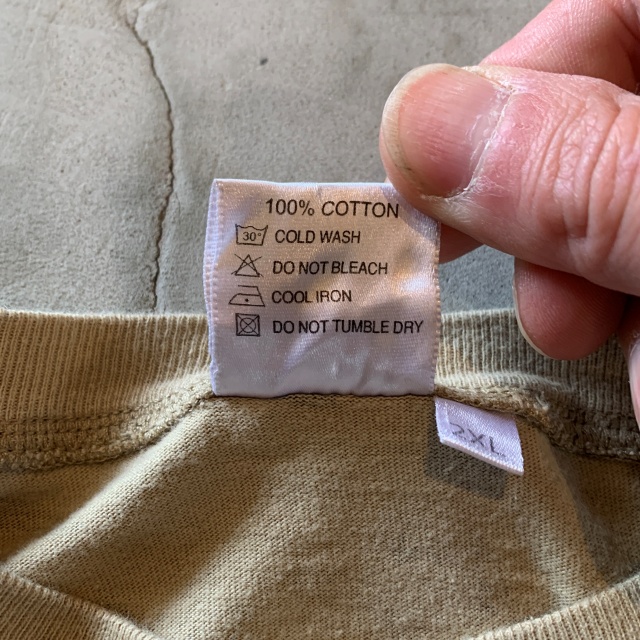 100% COTTON
30° COLD WASH
DO NOT BLEACH
COOL IRON
DO NOT TUMBLE DRY
2XL